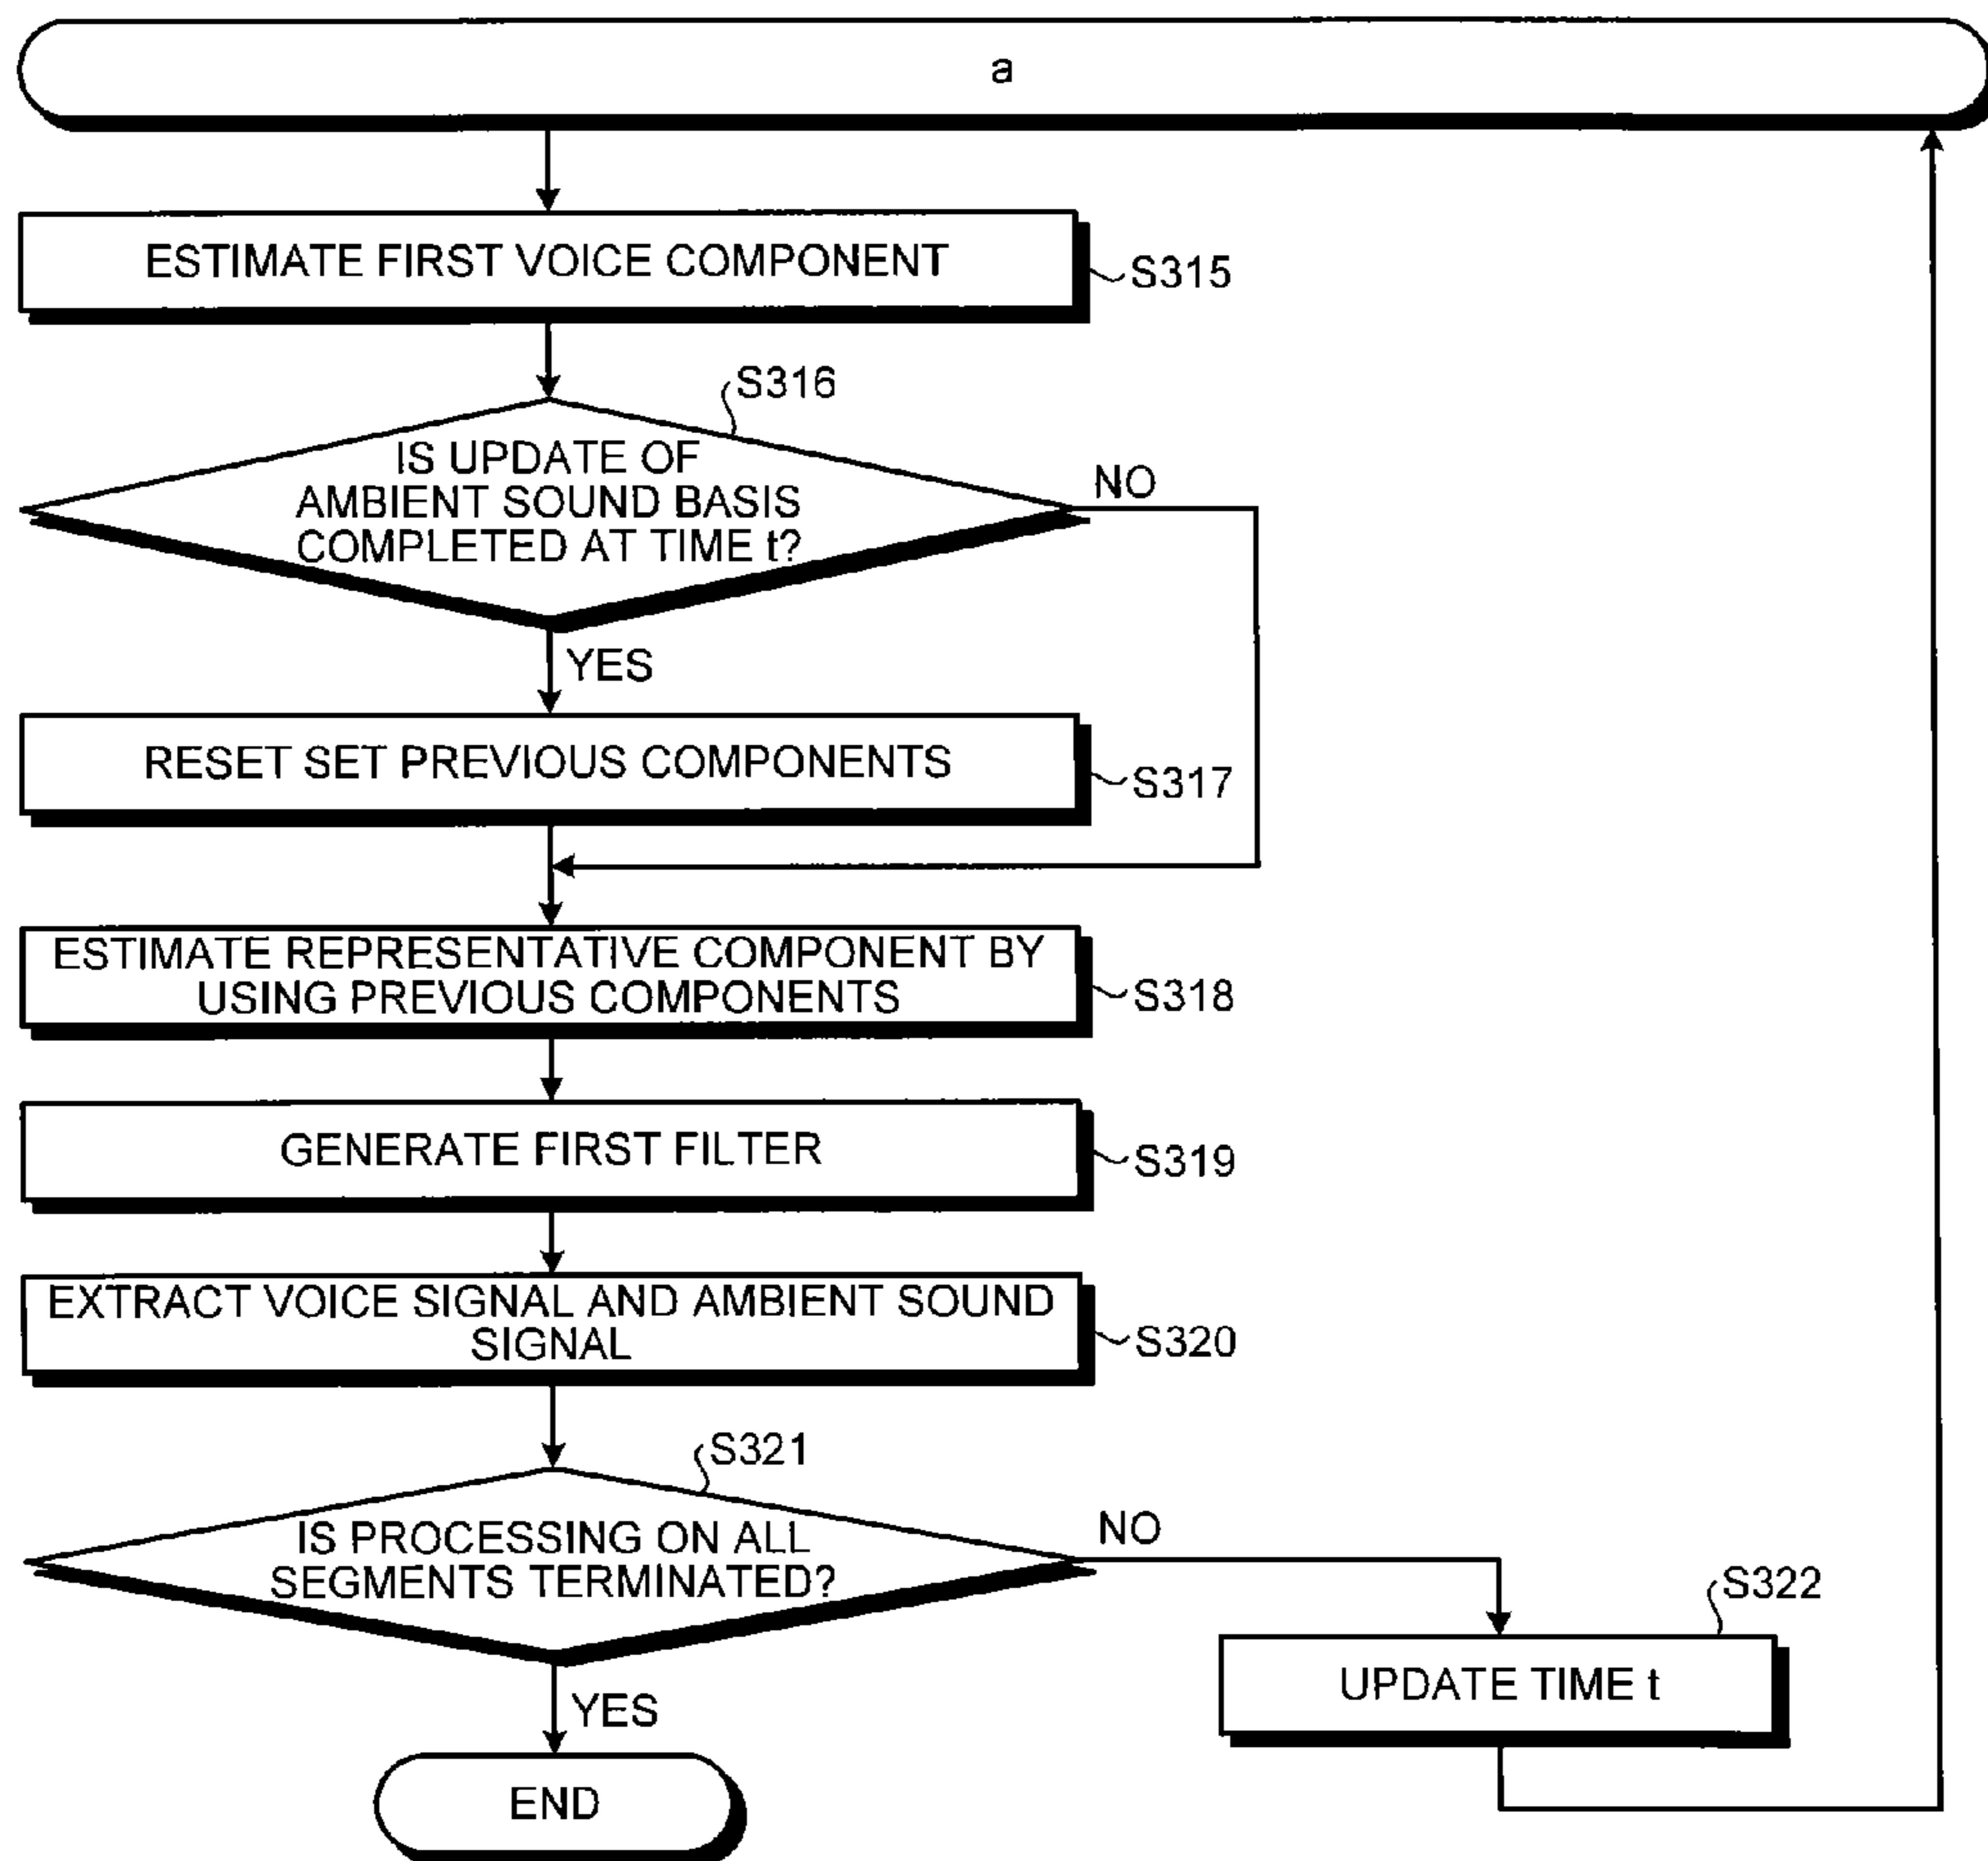 a
ESTIMATE FIRST VOICE COMPONENT
S315
S316
IS UPDATE OF
AMBIENT SOUND BASIS
COMPLETED AT TIME t?
NO
YES
RESET SET PREVIOUS COMPONENTS
S317
ESTIMATE REPRESENTATIVE COMPONENT BY
USING PREVIOUS COMPONENTS
S318
GENERATE FIRST FILTER
S319
EXTRACT VOICE SIGNAL AND AMBIENT SOUND
SIGNAL
S320
S321
IS PROCESSING ON ALL
SEGMENTS TERMINATED?
NO
S322
UPDATE TIME t
YES
END